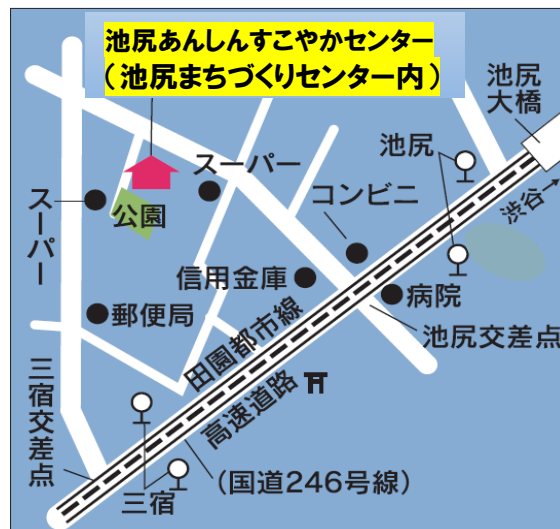 池尻あんしんすこやかセンター
（池尻まちづくりセンター内）
池尻
大橋
池尻
スーパー
コンビニ
渋谷→
スーパー
公園
信用金庫
病院
郵便局
田園都市線
池尻交差点
高速道路
三宿交差点
三宿
（国道246号線）